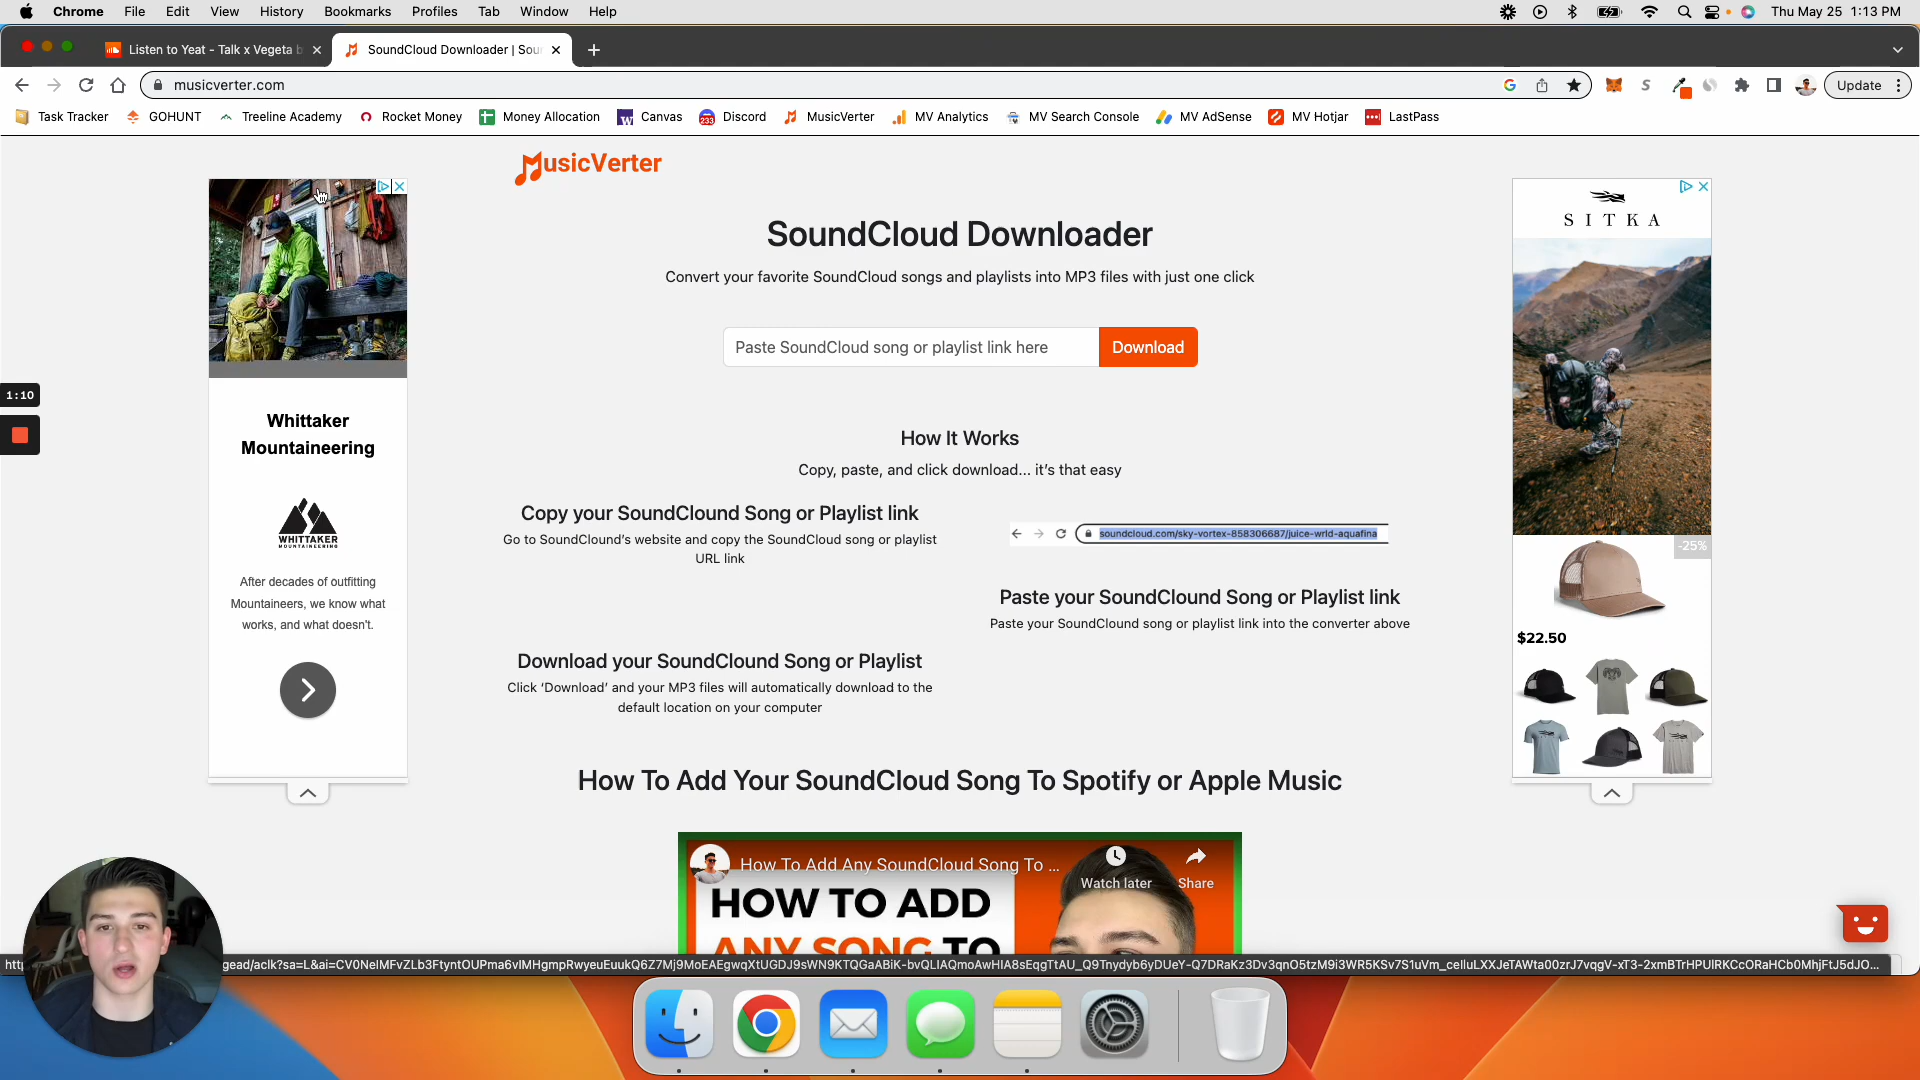 Chrome File Edit View History Bookmarks Profiles Tab Window Help
Thu May 25 1:13 PM
Listen to Yeat - Talk x Vegeta b
SoundCloud Downloader | Sou
musicverter.com
Update
Task Tracker GOHUNT Treeline Academy Rocket Money Money Allocation Canvas 233 Discord MusicVerter MV Analytics MV Search Console MV AdSense MV Hotjar LastPass
MusicVerter
SoundCloud Downloader
Convert your favorite SoundCloud songs and playlists into MP3 files with just one click
Paste SoundCloud song or playlist link here
Download
How It Works
Copy, paste, and click download... it's that easy
Copy your SoundClound Song or Playlist link
Go to SoundClound's website and copy the SoundCloud song or playlist
URL link
soundcloud.com/sky-vortex-858306687/juice-wrld-aquafina
Paste your SoundClound Song or Playlist link
Paste your SoundClound song or playlist link into the converter above
Download your SoundClound Song or Playlist
Click ‘Download’ and your MP3 files will automatically download to the
default location on your computer
How To Add Your SoundCloud Song To Spotify or Apple Music
How To Add Any SoundCloud Song To ...
Watch later
Share
HOW TO ADD
ANY SONG TO
1:10
Whittaker
Mountaineering
WHITTAKER
MOUNTAINEERING
After decades of outfitting
Mountaineers, we know what
works, and what doesn't.
SITKA
-25%
$22.50